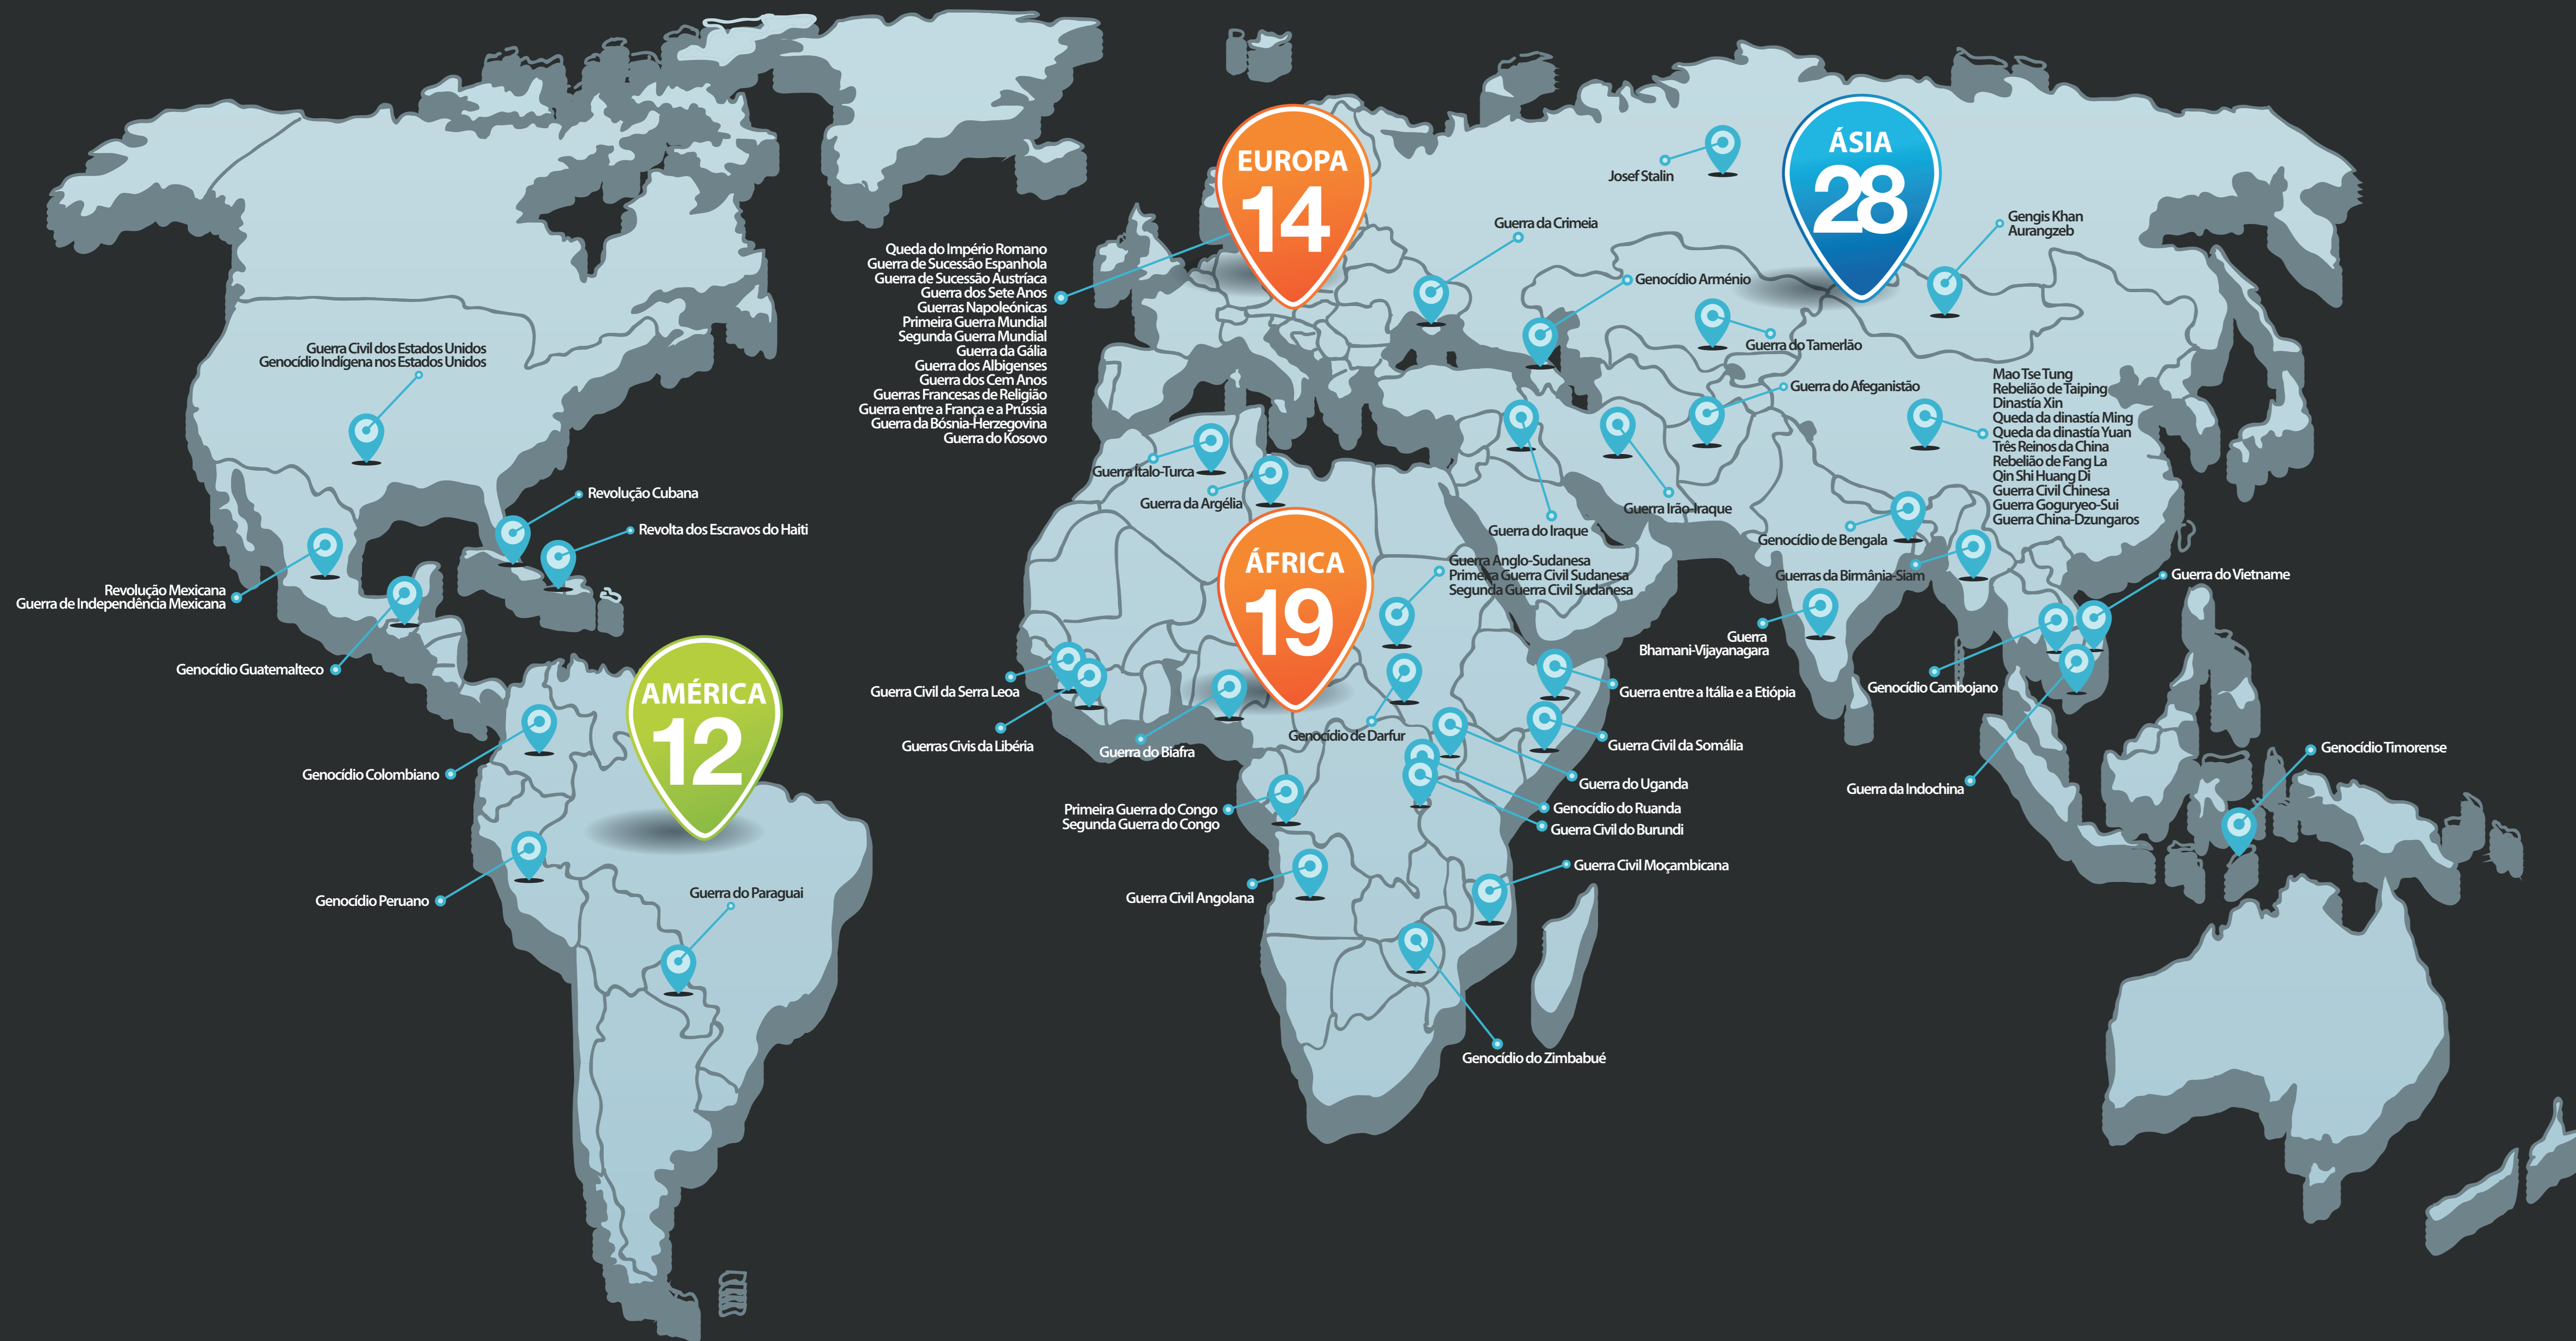 EUROPA
14
ÁSIA
28
ÁFRICA
19
AMÉRICA
12
Guerra Civil dos Estados Unidos
Genocídio Indígena nos Estados Unidos
Revolução Cubana
Revolta dos Escravos do Haiti
Revolução Mexicana
Guerra de Independência Mexicana
Genocídio Guatemalteco
Genocídio Colombiano
Genocídio Peruano
Guerra do Paraguai
Queda do Império Romano
Guerra de Sucessão Espanhola
Guerra de Sucessão Austríaca
Guerra dos Sete Anos
Guerras Napoleónicas
Primeira Guerra Mundial
Segunda Guerra Mundial
Guerra da Gália
Guerra dos Albigenses
Guerra dos Cem Anos
Guerras Francesas de Religião
Guerra entre a França e a Prússia
Guerra da Bósnia-Herzegovina
Guerra do Kosovo
Guerra Ítalo-Turca
Guerra da Argélia
Guerra Anglo-Sudanesa
Primeira Guerra Civil Sudanesa
Segunda Guerra Civil Sudanesa
Guerra Civil da Serra Leoa
Guerras Civis da Libéria
Guerra do Biafra
Genocídio de Darfur
Guerra entre a Itália e a Etiópia
Guerra Civil da Somália
Guerra do Uganda
Genocídio do Ruanda
Guerra Civil do Burundi
Primeira Guerra do Congo
Segunda Guerra do Congo
Guerra Civil Angolana
Guerra Civil Moçambicana
Genocídio do Zimbabué
Josef Stalin
Guerra da Crimeia
Genocídio Arménio
Gengis Khan
Aurangzeb
Guerra do Tamerlão
Guerra do Afeganistão
Mao Tse Tung
Rebelião de Taiping
Dinastía Xin
Queda da dinastía Ming
Queda da dinastía Yuan
Três Reinos da China
Rebelião de Fang La
Qin Shi Huang Di
Guerra Civil Chinesa
Guerra Goguryeo-Sui
Guerra China-Dzungaros
Guerra Irão-Iraque
Guerra do Iraque
Genocídio de Bengala
Guerras da Birmânia-Siam
Guerra do Vietname
Guerra
Bhamani-Vijayanagara
Genocídio Cambojano
Guerra da Indochina
Genocídio Timorense